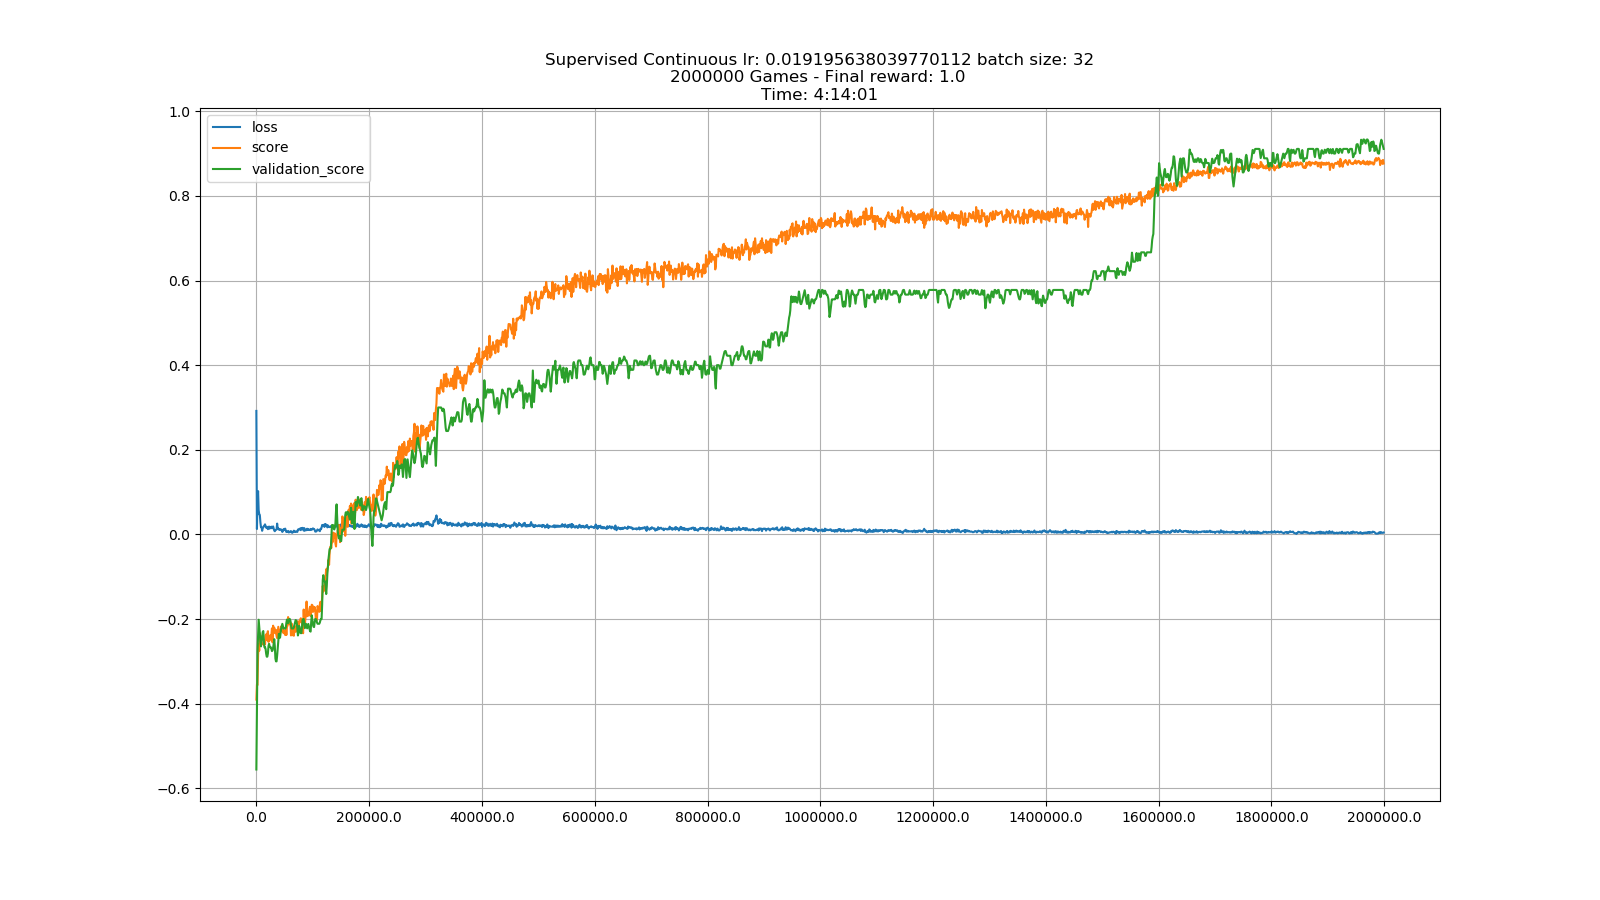 Supervised Continuous lr: 0.019195638039770112 batch size: 32
2000000 Games - Final reward: 1.0
Time: 4:14:01
loss
score
validation_score
1.0
0.8
0.6
0.4
0.2
0.0
−0.2
−0.4
−0.6
0.0 200000.0 400000.0 600000.0 800000.0 1000000.0 1200000.0 1400000.0 1600000.0 1800000.0 2000000.0